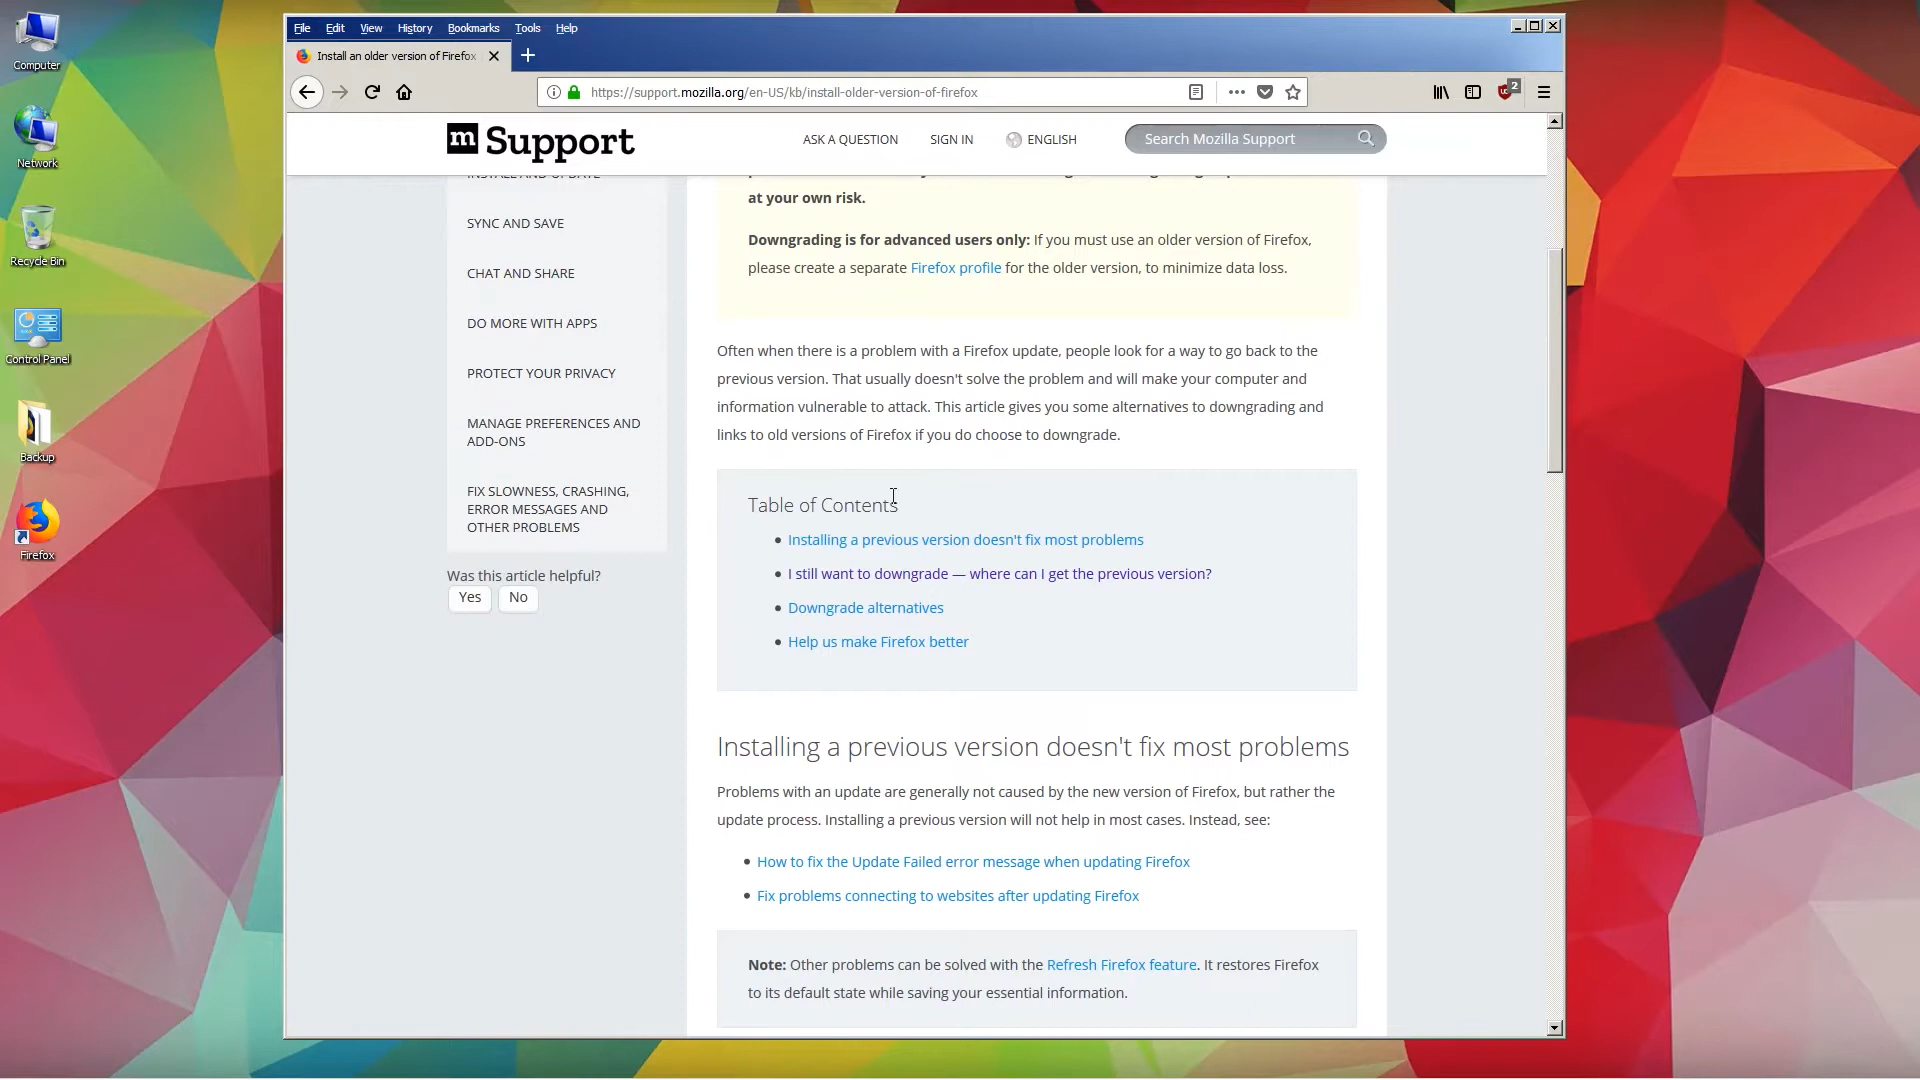 File Edit View History Bookmarks Tools Help
Install an older version of Firefox
https://support.mozilla.org/en-US/kb/install-older-version-of-firefox
2
Computer
Network
Recycle Bin
Control Panel
Backup
Firefox
m Support
ASK A QUESTION SIGN IN ENGLISH
Search Mozilla Support
INSTALL AND UPDATE
SYNC AND SAVE
CHAT AND SHARE
DO MORE WITH APPS
PROTECT YOUR PRIVACY
MANAGE PREFERENCES AND
ADD-ONS
FIX SLOWNESS, CRASHING,
ERROR MESSAGES AND
OTHER PROBLEMS
Was this article helpful?
Yes No
at your own risk.
Downgrading is for advanced users only: If you must use an older version of Firefox,
please create a separate Firefox profile for the older version, to minimize data loss.
Often when there is a problem with a Firefox update, people look for a way to go back to the
previous version. That usually doesn't solve the problem and will make your computer and
information vulnerable to attack. This article gives you some alternatives to downgrading and
links to old versions of Firefox if you do choose to downgrade.
Table of Contents
Installing a previous version doesn't fix most problems
I still want to downgrade — where can I get the previous version?
Downgrade alternatives
Help us make Firefox better
Installing a previous version doesn't fix most problems
Problems with an update are generally not caused by the new version of Firefox, but rather the
update process. Installing a previous version will not help in most cases. Instead, see:
How to fix the Update Failed error message when updating Firefox
Fix problems connecting to websites after updating Firefox
Note: Other problems can be solved with the Refresh Firefox feature. It restores Firefox
to its default state while saving your essential information.